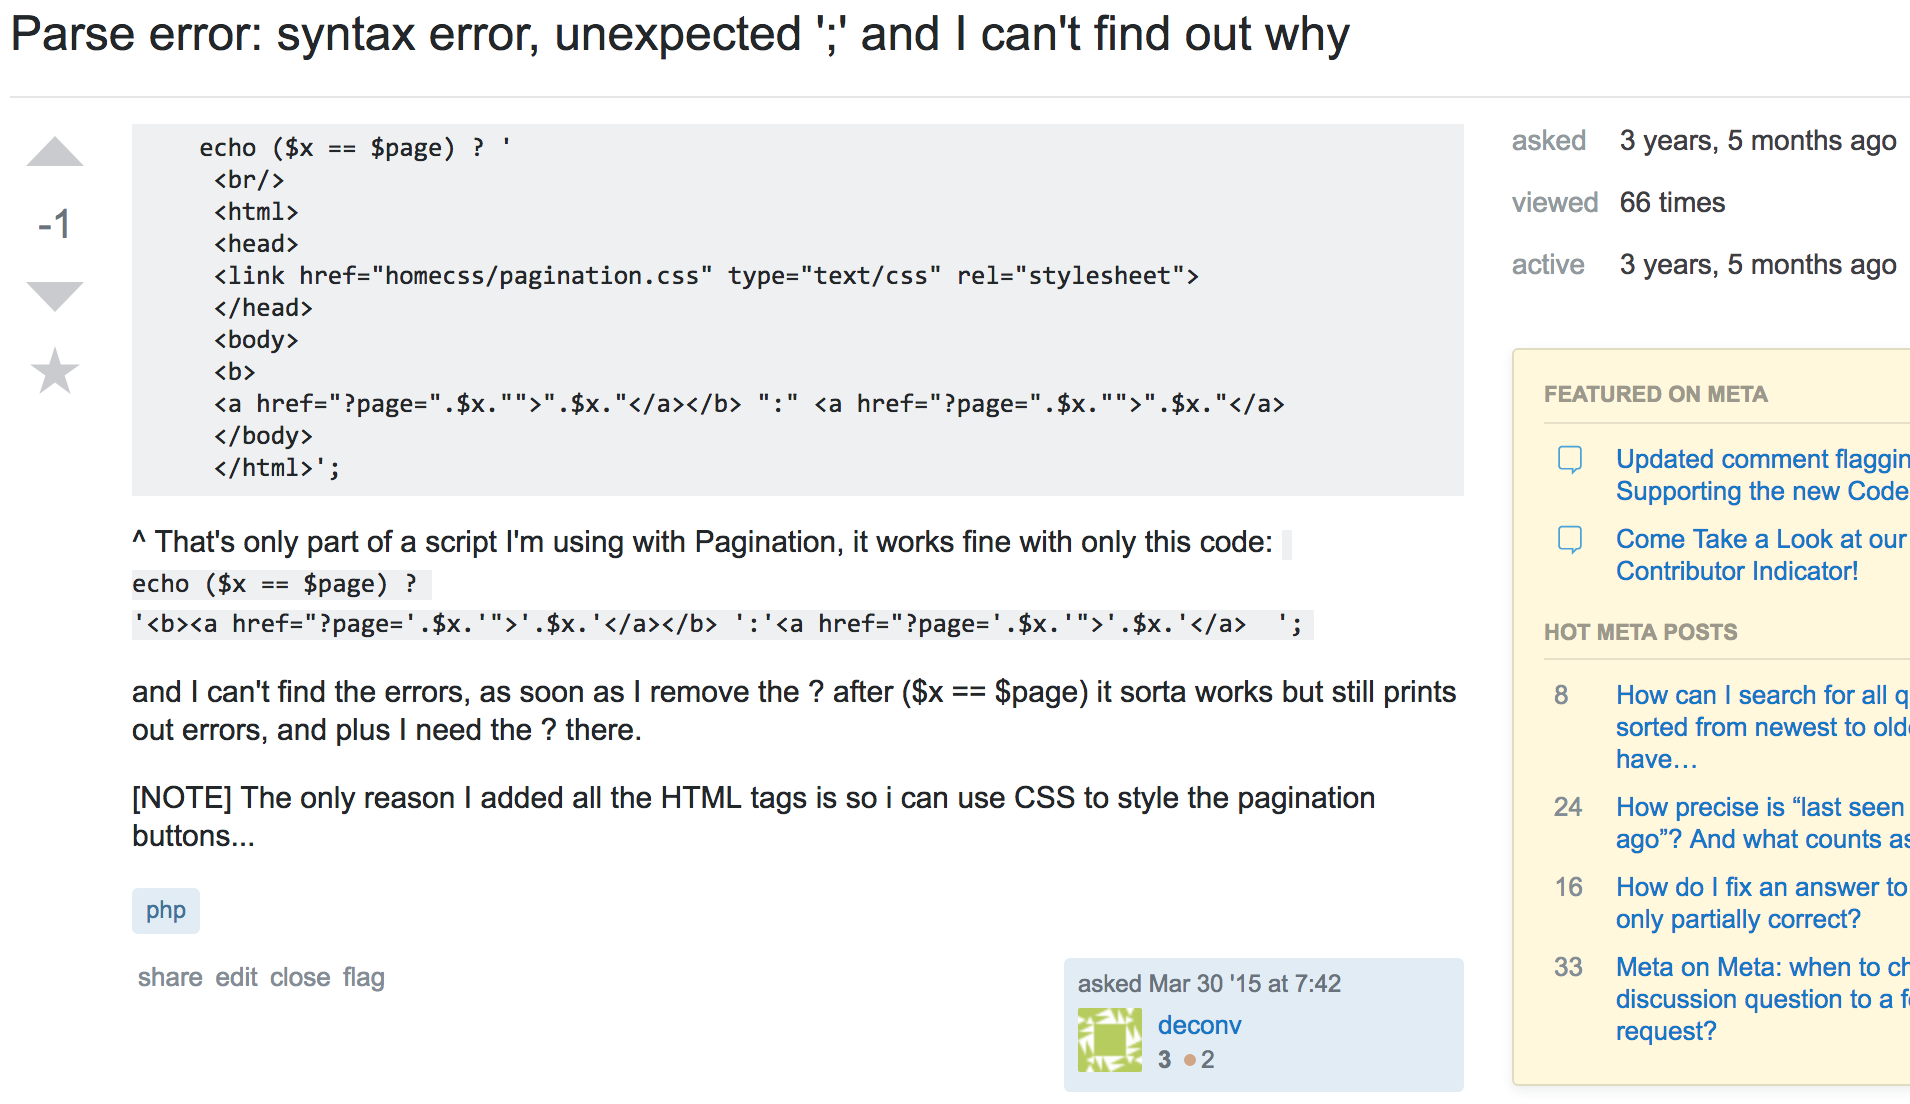 Parse error: syntax error, unexpected ';' and I can't find out why
-1
echo ($x == $page) ? '
<br/>
<html>
<head>
<link href="homecss/pagination.css" type="text/css" rel="stylesheet">
</head>
<body>
<b>
<a href="?page=".$x."">".$x."</a></b> ":" <a href="?page=".$x."">".$x."</a>
</body>
</html>';
^ That's only part of a script I'm using with Pagination, it works fine with only this code:
echo ($x == $page) ?
'<b><a href="?page='.$x.'">'.$x.'</a></b> ':'<a href="?page='.$x.'">'.$x.'</a>  ';
and I can't find the errors, as soon as I remove the ? after ($x == $page) it sorta works but still prints
out errors, and plus I need the ? there.
[NOTE] The only reason I added all the HTML tags is so i can use CSS to style the pagination
buttons...
php
share edit close flag
asked Mar 30 '15 at 7:42
deconv
3 2
asked 3 years, 5 months ago
viewed 66 times
active 3 years, 5 months ago
FEATURED ON META
Updated comment flaggin
Supporting the new Code
Come Take a Look at our
Contributor Indicator!
HOT META POSTS
8 How can I search for all q
sorted from newest to old
have…
24 How precise is “last seen
ago”? And what counts as
16 How do I fix an answer to
only partially correct?
33 Meta on Meta: when to ch
discussion question to a f
request?